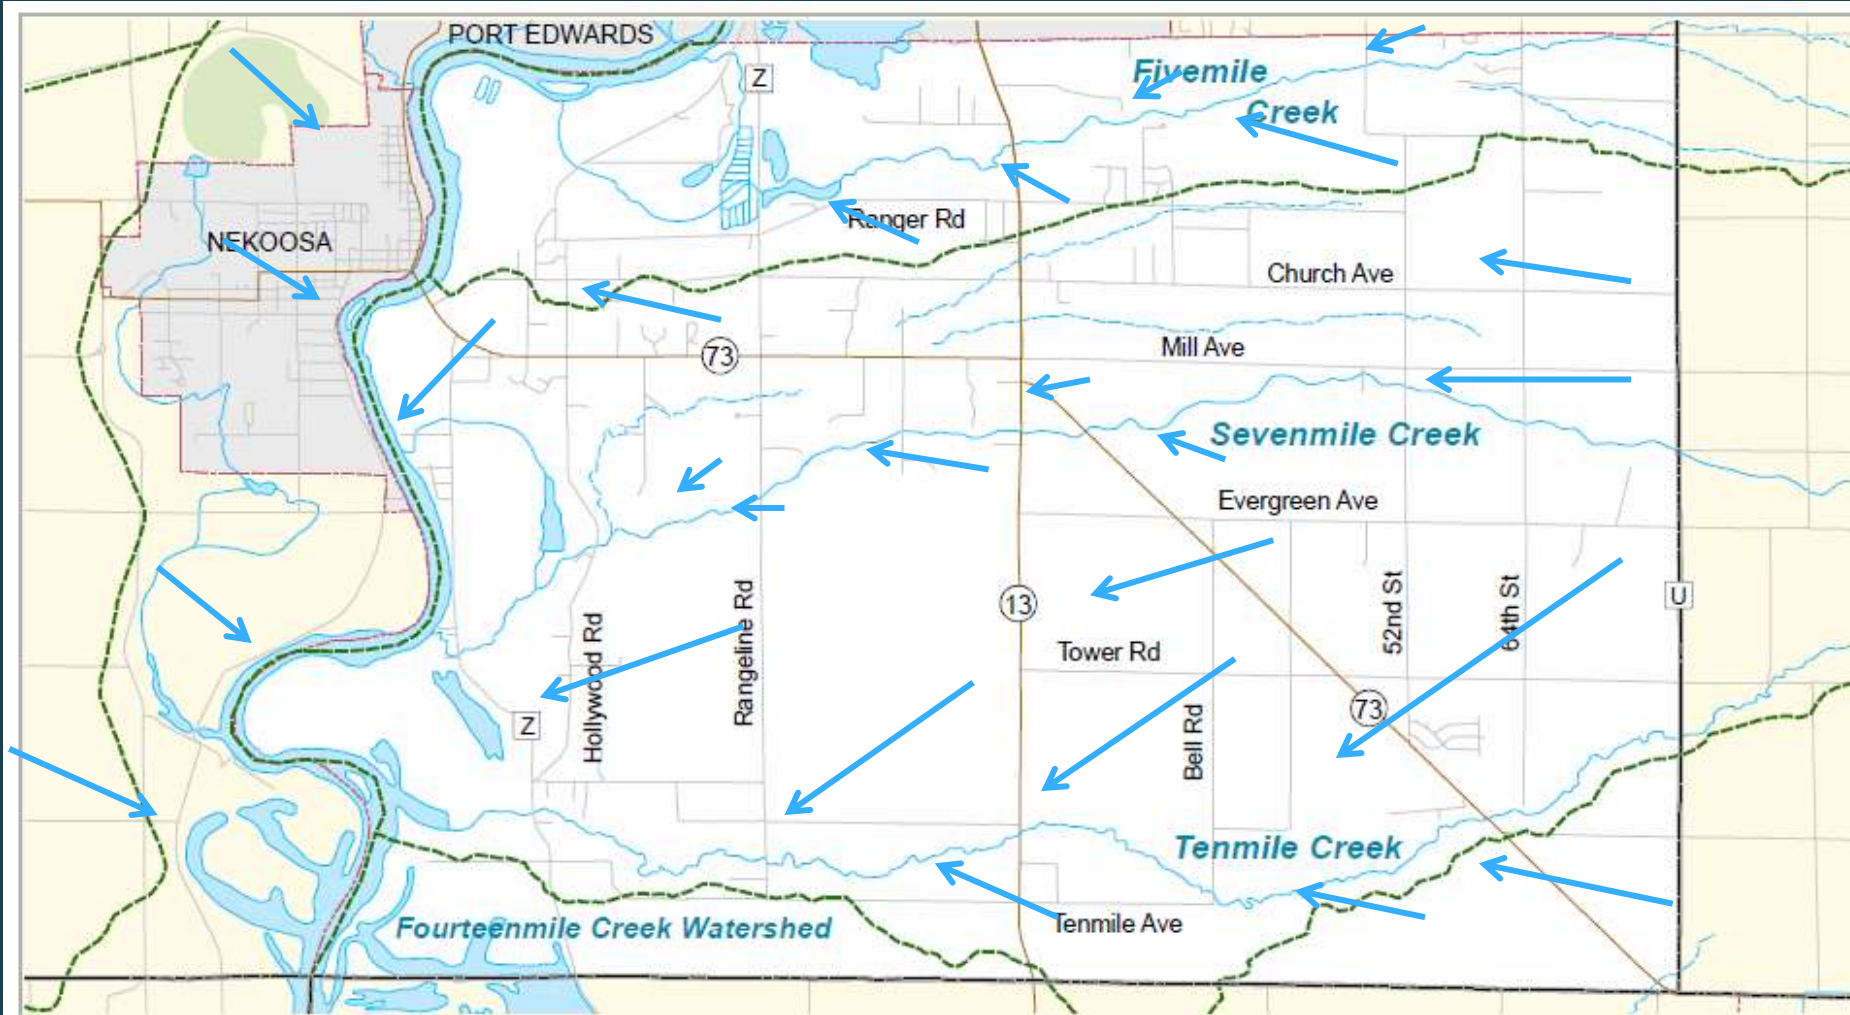 PORT EDWARDS
Z
Fivemile
Creek
Ranger Rd
NEKOOSA
Church Ave
73
Mill Ave
Sevenmile Creek
Evergreen Ave
13
52nd St
64th St
U
Tower Rd
Hollywood Rd
Rangeline Rd
Z
Bell Rd
73
Tenmile Creek
Fourteenmile Creek Watershed
Tenmile Ave